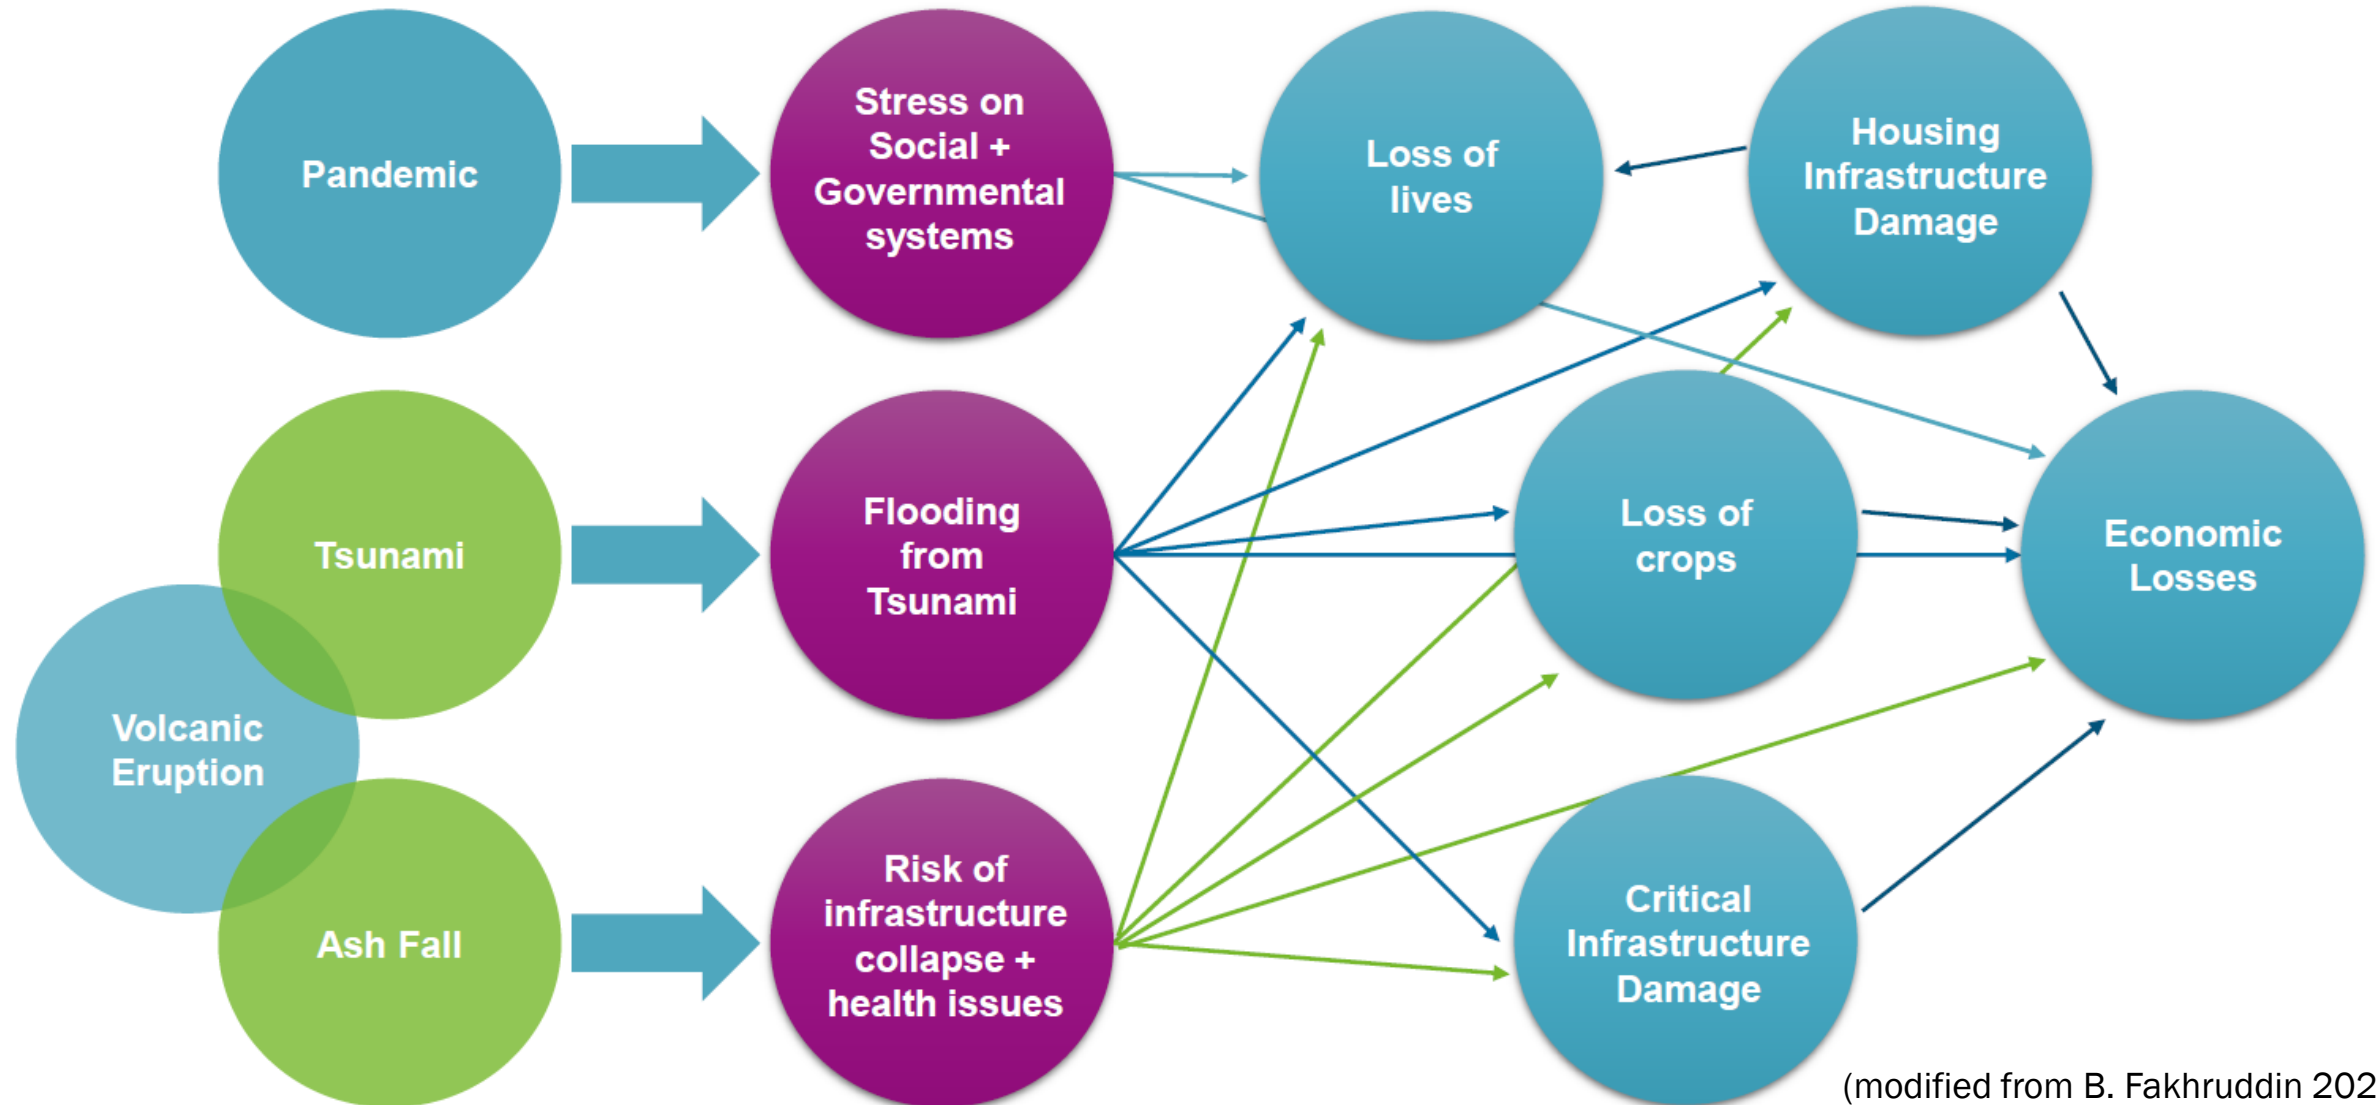 Pandemic
Stress on
Social +
Governmental
systems
Loss of
lives
Housing
Infrastructure
Damage
Tsunami
Flooding
from
Tsunami
Loss of
crops
Economic
Losses
Volcanic
Eruption
Ash Fall
Risk of
infrastructure
collapse +
health issues
Critical
Infrastructure
Damage
(modified from B. Fakhruddin 202